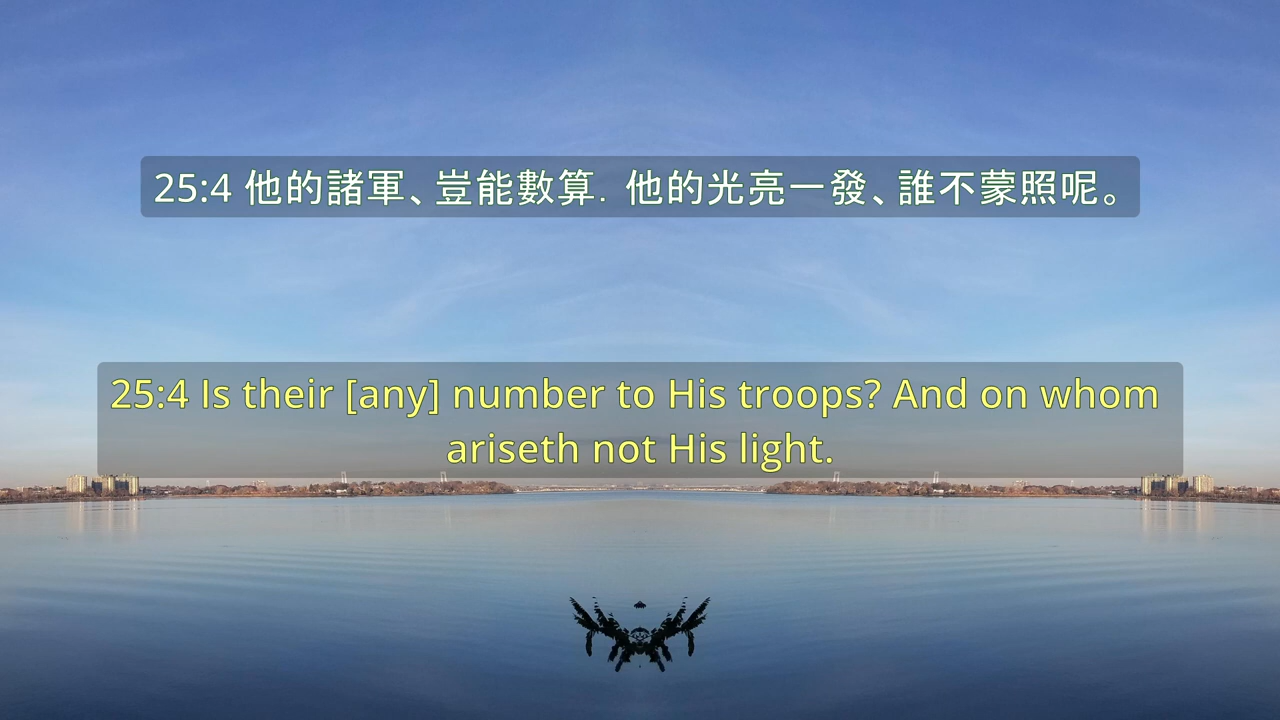 25:4 他的諸軍、豈能數算. 他的光亮一發、誰不蒙照呢。
25:4 Is their [any] number to His troops? And on whom
ariseth not His light.